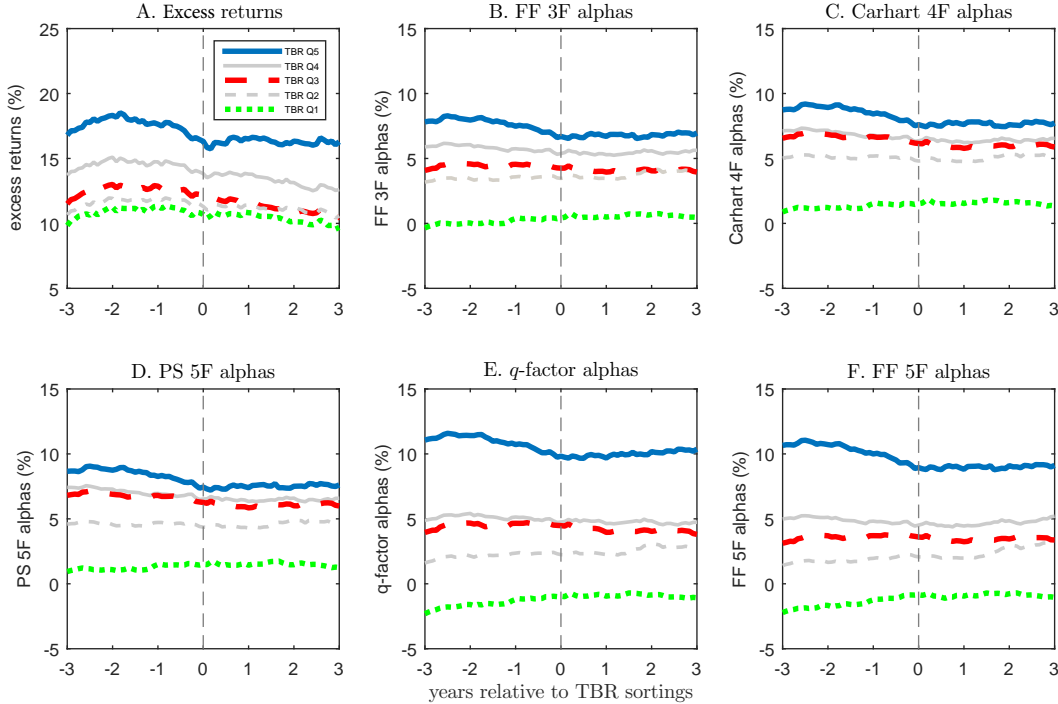 A. Excess returns
B. FF 3F alphas
C. Carhart 4F alphas
excess returns (%)
25
20
15
10
5
-3 -2 -1 0 1 2 3
TBR Q5
TBR Q4
TBR Q3
TBR Q2
TBR Q1
FF 3F alphas (%)
15
10
5
0
-5
-3 -2 -1 0 1 2 3
Carhart 4F alphas (%)
15
10
5
0
-5
-3 -2 -1 0 1 2 3
D. PS 5F alphas
E. q-factor alphas
F. FF 5F alphas
PS 5F alphas (%)
15
10
5
0
-5
-3 -2 -1 0 1 2 3
q-factor alphas (%)
15
10
5
0
-5
-3 -2 -1 0 1 2 3
FF 5F alphas (%)
15
10
5
0
-5
-3 -2 -1 0 1 2 3
years relative to TBR sortings